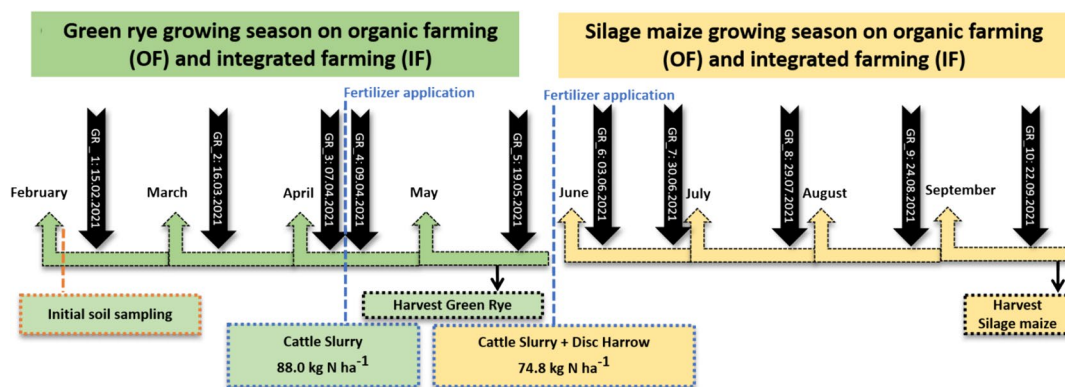 Green rye growing season on organic farming
(OF) and integrated farming (IF)
Silage maize growing season on organic farming
(OF) and integrated farming (IF)
Fertilizer application
Fertilizer application
GR_ 1: 15.02.2021
GR_2: 16.03.2021
GR_3: 07.04.2021
GR_4: 09.04.2021
GR_5: 19.05.2021
GR_6: 03.06.2021
GR_7: 30.06.2021
GR_8: 29.07.2021
GR_9: 24.08.2021
GR_10: 22.09.2021
February
March
April
May
June
July
August
September
Initial soil sampling
Harvest Green Rye
Harvest
Silage maize
Cattle Slurry
88.0 kg N ha⁻¹
Cattle Slurry + Disc Harrow
74.8 kg N ha⁻¹